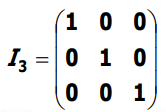 I₃ = 
1 0 0
0 1 0
0 0 1